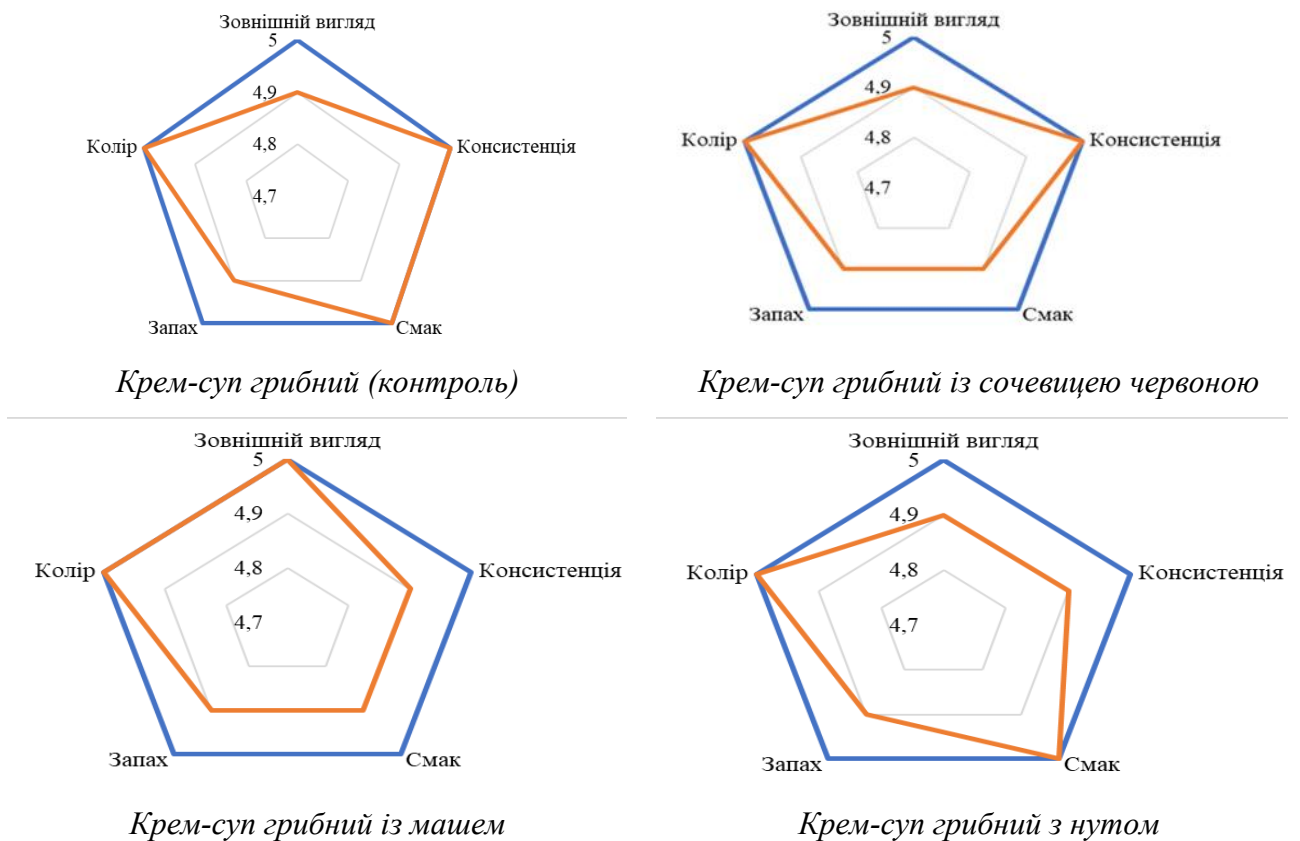 Зовнішній вигляд
5
4,9
4,8
4,7
Колір
Консистенція
Запах
Смак
Крем-суп грибний (контроль)
Зовнішній вигляд
5
4,9
4,8
4,7
Колір
Консистенція
Запах
Смак
Крем-суп грибний із сочевицею червоною
Зовнішній вигляд
5
4,9
4,8
4,7
Колір
Консистенція
Запах
Смак
Крем-суп грибний із машем
Зовнішній вигляд
5
4,9
4,8
4,7
Колір
Консистенція
Запах
Смак
Крем-суп грибний з нутом